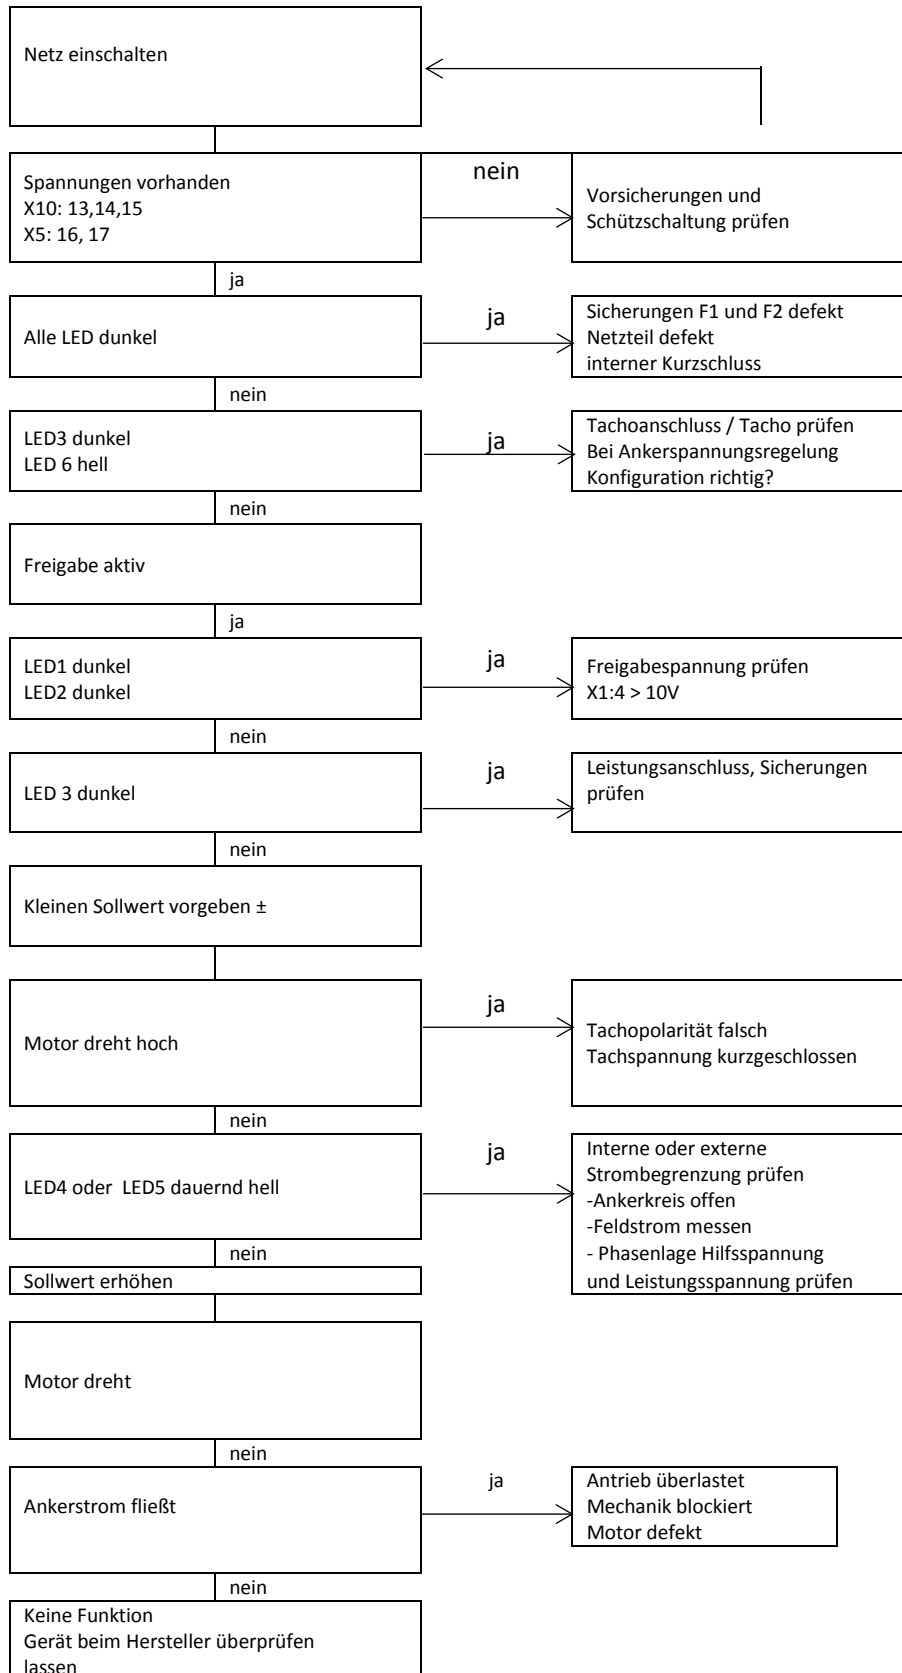 Netz einschalten
Spannungen vorhanden
X10: 13,14,15
X5: 16, 17
nein
Vorsicherungen und
Schützschaltung prüfen
ja
Alle LED dunkel
ja
Sicherungen F1 und F2 defekt
Netzteil defekt
interner Kurzschluss
nein
LED3 dunkel
LED 6 hell
ja
Tachoanschluss / Tacho prüfen
Bei Ankerspannungsregelung
Konfiguration richtig?
nein
Freigabe aktiv
ja
LED1 dunkel
LED2 dunkel
ja
Freigabespannung prüfen
X1:4 > 10V
nein
LED 3 dunkel
ja
Leistungsanschluss, Sicherungen
prüfen
nein
Kleinen Sollwert vorgeben ±
Motor dreht hoch
ja
Tachopolarität falsch
Tachspannung kurzgeschlossen
nein
LED4 oder LED5 dauernd hell
ja
Interne oder externe
Strombegrenzung prüfen
-Ankerkreis offen
-Feldstrom messen
- Phasenlage Hilfsspannung
und Leistungsspannung prüfen
nein
Sollwert erhöhen
Motor dreht
nein
Ankerstrom fließt
ja
Antrieb überlastet
Mechanik blockiert
Motor defekt
nein
Keine Funktion
Gerät beim Hersteller überprüfen
lassen